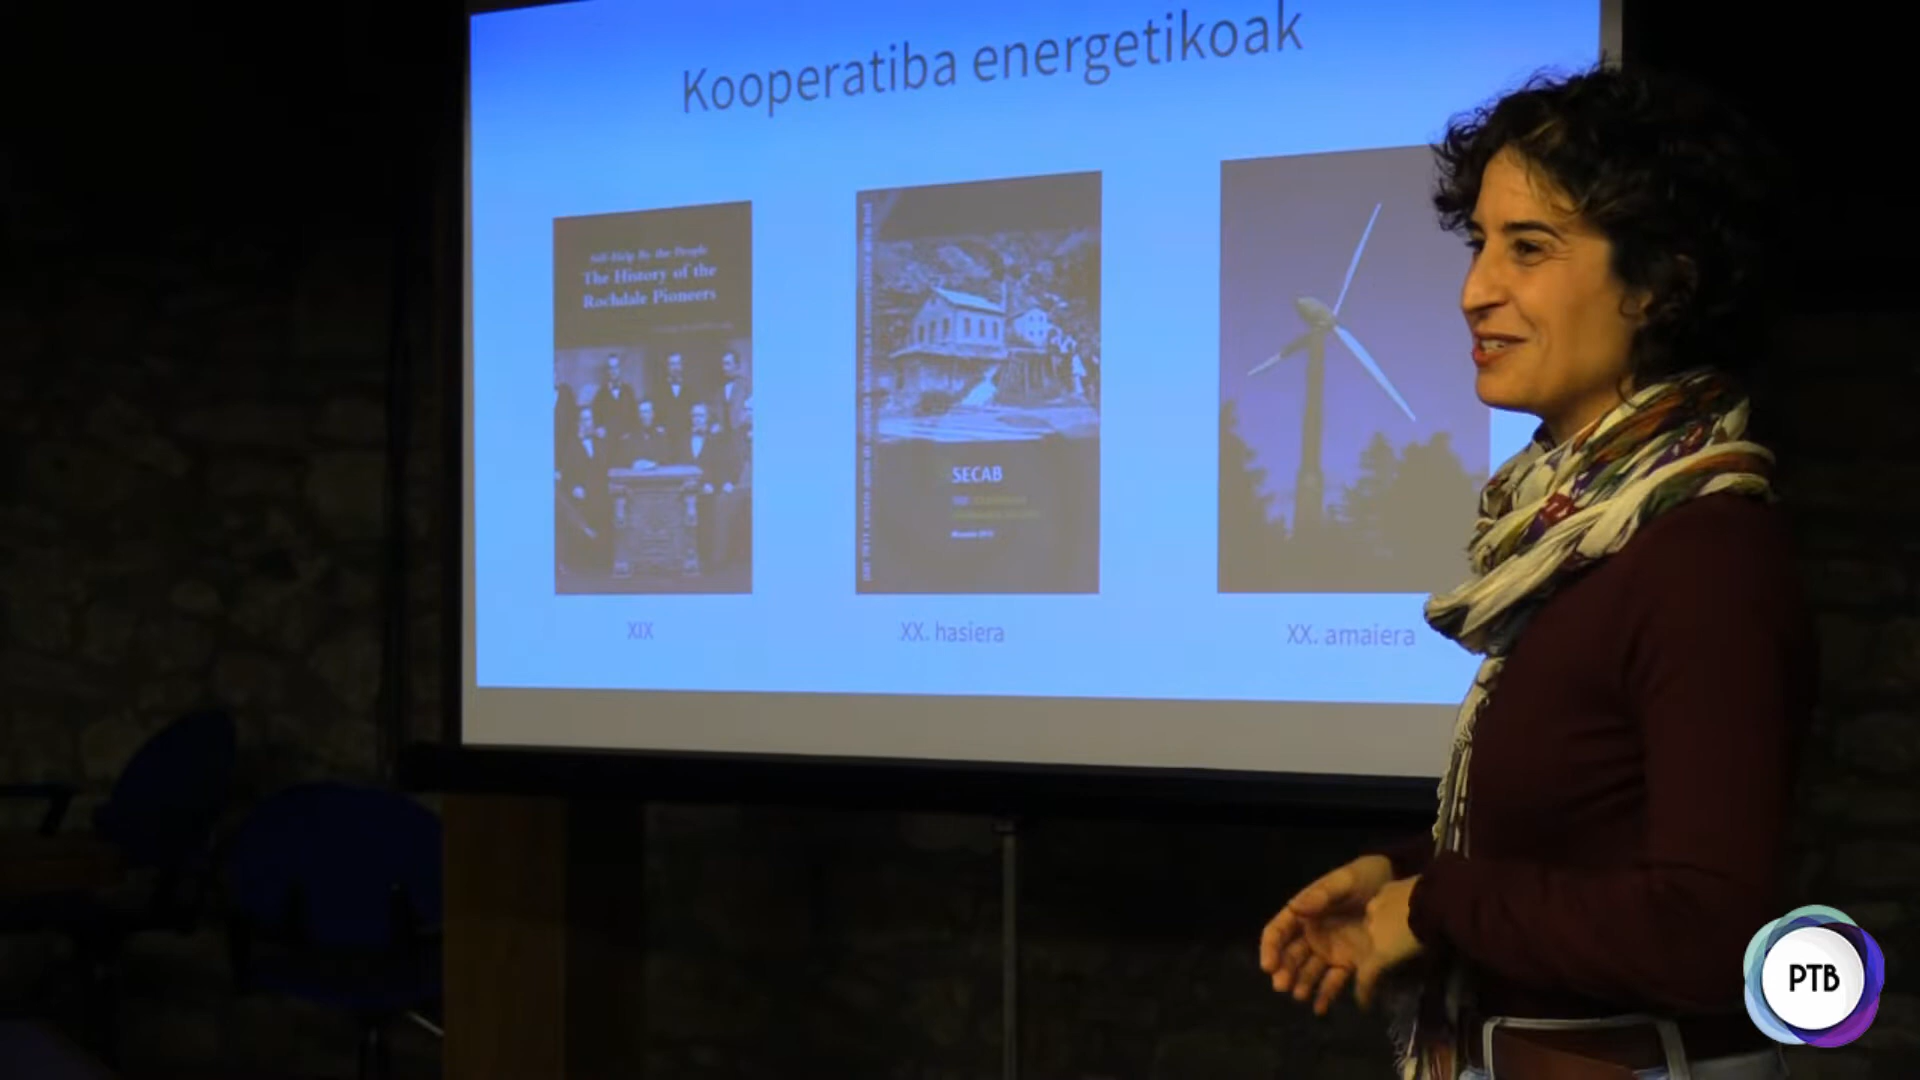 Kooperatiba energetikoak
Self-Help By the People
The History of the
Rochdale Pioneers
SECAB
XIX
XX. hasiera
XX. amaiera
PTB